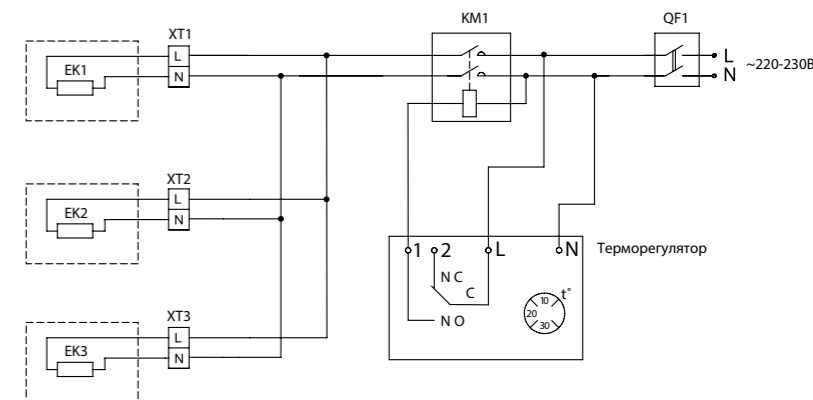 KM1 QF1
XT1
L
N
EK1
L
N
~220-230В
XT2
L
N
EK2
1 2 L N Терморегулятор
N C
C
N O
t°
10
20
30
XT3
L
N
EK3